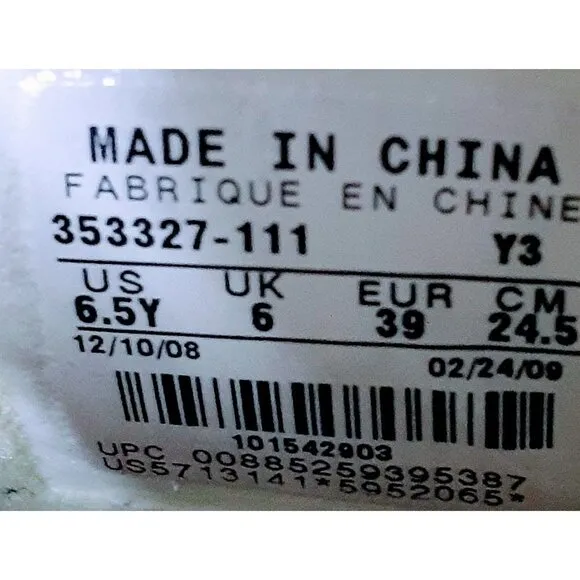 MADE IN CHINA
FABRIQUE EN CHINE
353327-111 Y3
US UK EUR CM
6.5Y 6 39 24.5
12/10/08 02/24/09
101542903
UPC 00885259395387
US5713141*5952065*